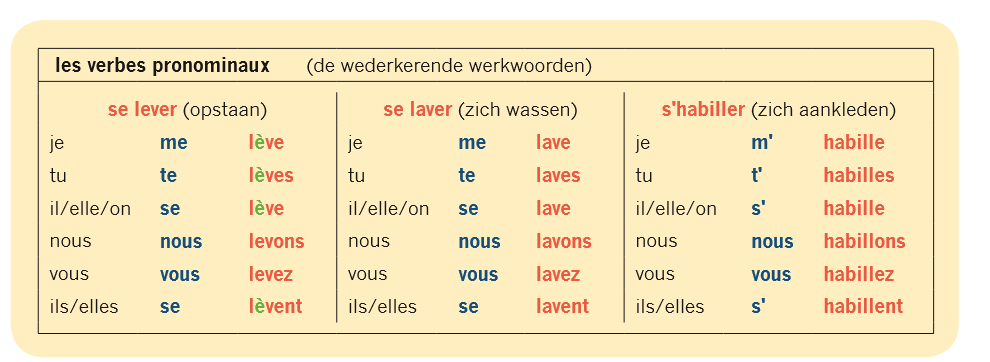 les verbes pronominaux (de wederkerende werkwoorden)
se lever (opstaan) se laver (zich wassen) s'habiller (zich aankleden)
je me lève je me lave je m' habille
tu te lèves tu te laves tu t' habilles
il/elle/on se lève il/elle/on se lave il/elle/on s' habille
nous nous levons nous nous lavons nous nous habillons
vous vous levez vous vous lavez vous vous habillez
ils/elles se lèvent ils/elles se lavent ils/elles s' habillent